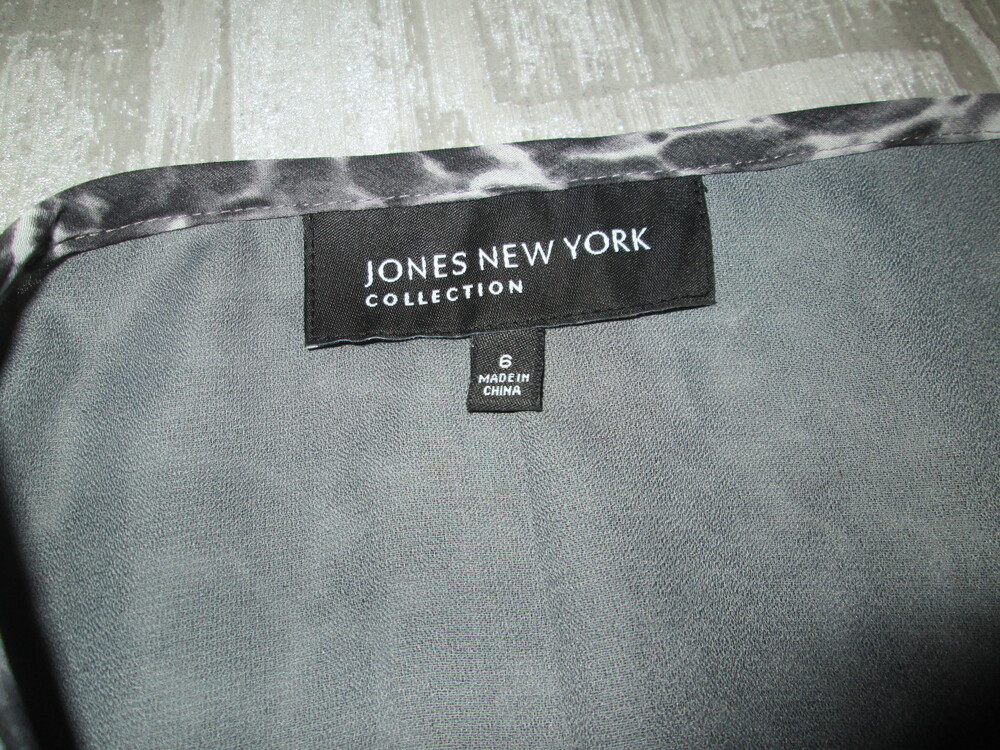 JONES NEW YORK
COLLECTION
6
MADE IN
CHINA